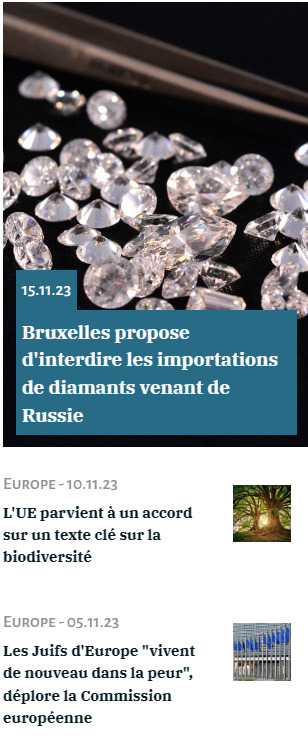 15.11.23
Bruxelles propose
d'interdire les importations
de diamants venant de
Russie
Europe - 10.11.23
L'UE parvient à un accord
sur un texte clé sur la
biodiversité
Europe - 05.11.23
Les Juifs d'Europe "vivent
de nouveau dans la peur",
déplore la Commission
européenne